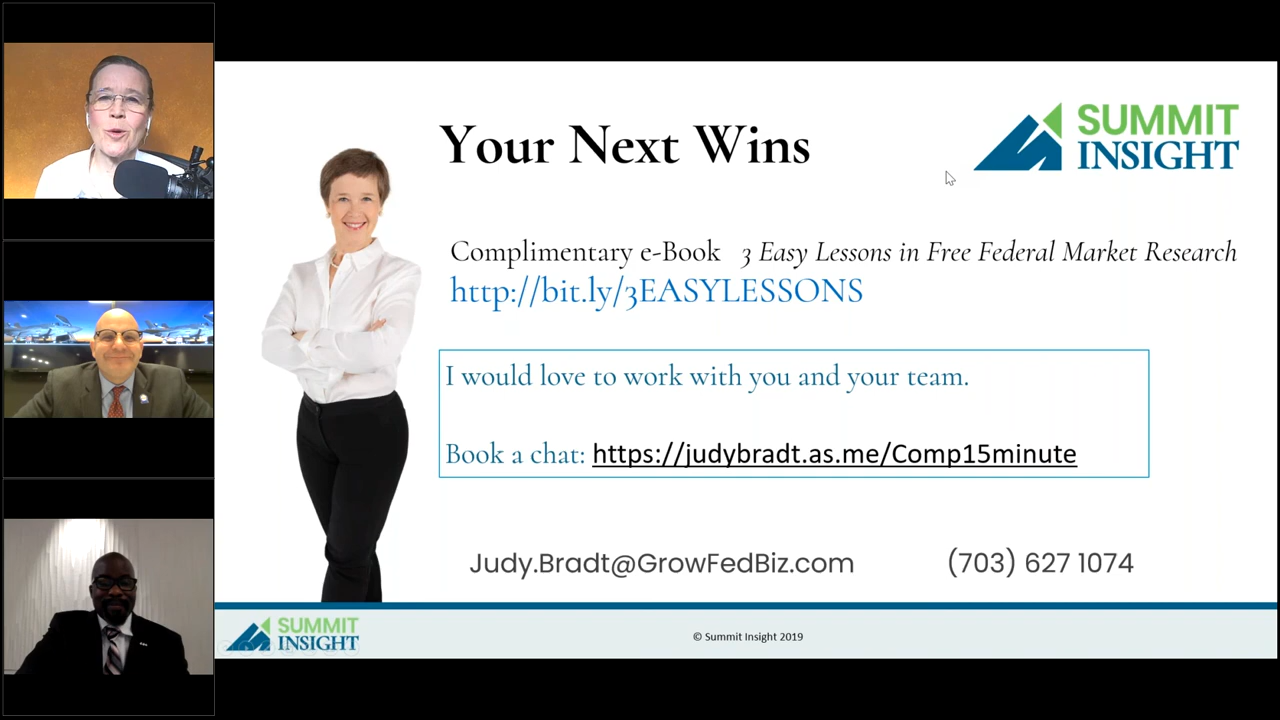 Your Next Wins
SUMMIT
INSIGHT
Complimentary e-Book 3 Easy Lessons in Free Federal Market Research
http://bit.ly/3EASYLESSONS
I would love to work with you and your team.
Book a chat: https://judybradt.as.me/Comp15minute
Judy.Bradt@GrowFedBiz.com (703) 627 1074
SUMMIT
INSIGHT
© Summit Insight 2019